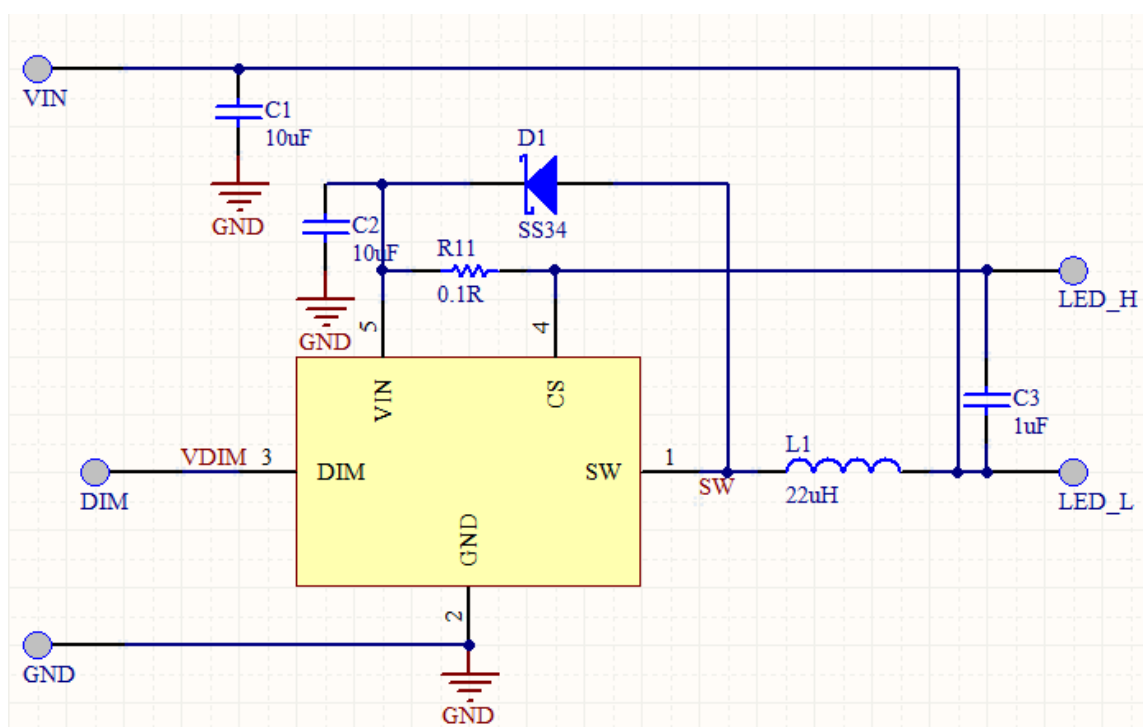 VIN
C1
10uF
GND
D1
SS34
C2
10uF
GND
R11
0.1R
LED_H
5
4
VIN
CS
C3
1uF
VDIM 3
DIM
DIM
SW
1
SW
L1
22uH
LED_L
GND
2
GND
GND